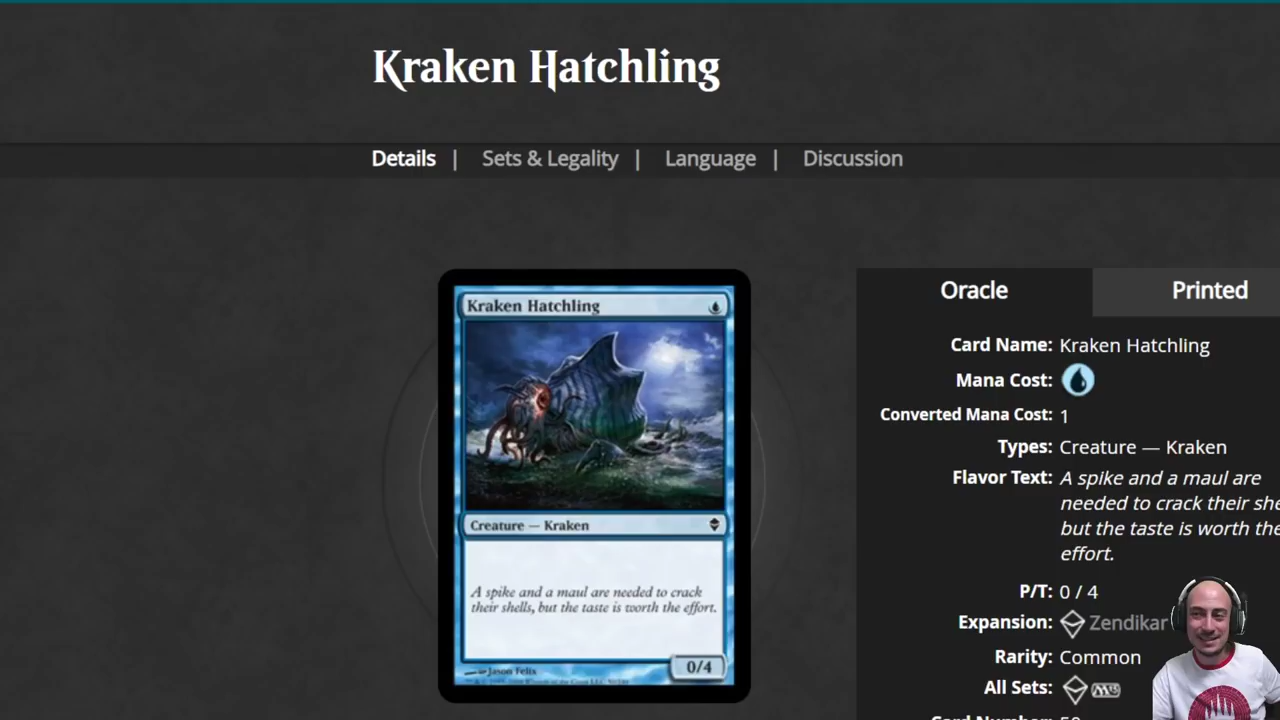 Kraken Hatchling
Details | Sets & Legality | Language | Discussion
Kraken Hatchling
Creature — Kraken
A spike and a maul are needed to crack
their shells, but the taste is worth the effort.
Jason Felix
0/4
Oracle
Printed
Card Name: Kraken Hatchling
Mana Cost:
Converted Mana Cost: 1
Types: Creature — Kraken
Flavor Text: A spike and a maul are
needed to crack their she
but the taste is worth the
effort.
P/T: 0 / 4
Expansion: Zendikar
Rarity: Common
All Sets: